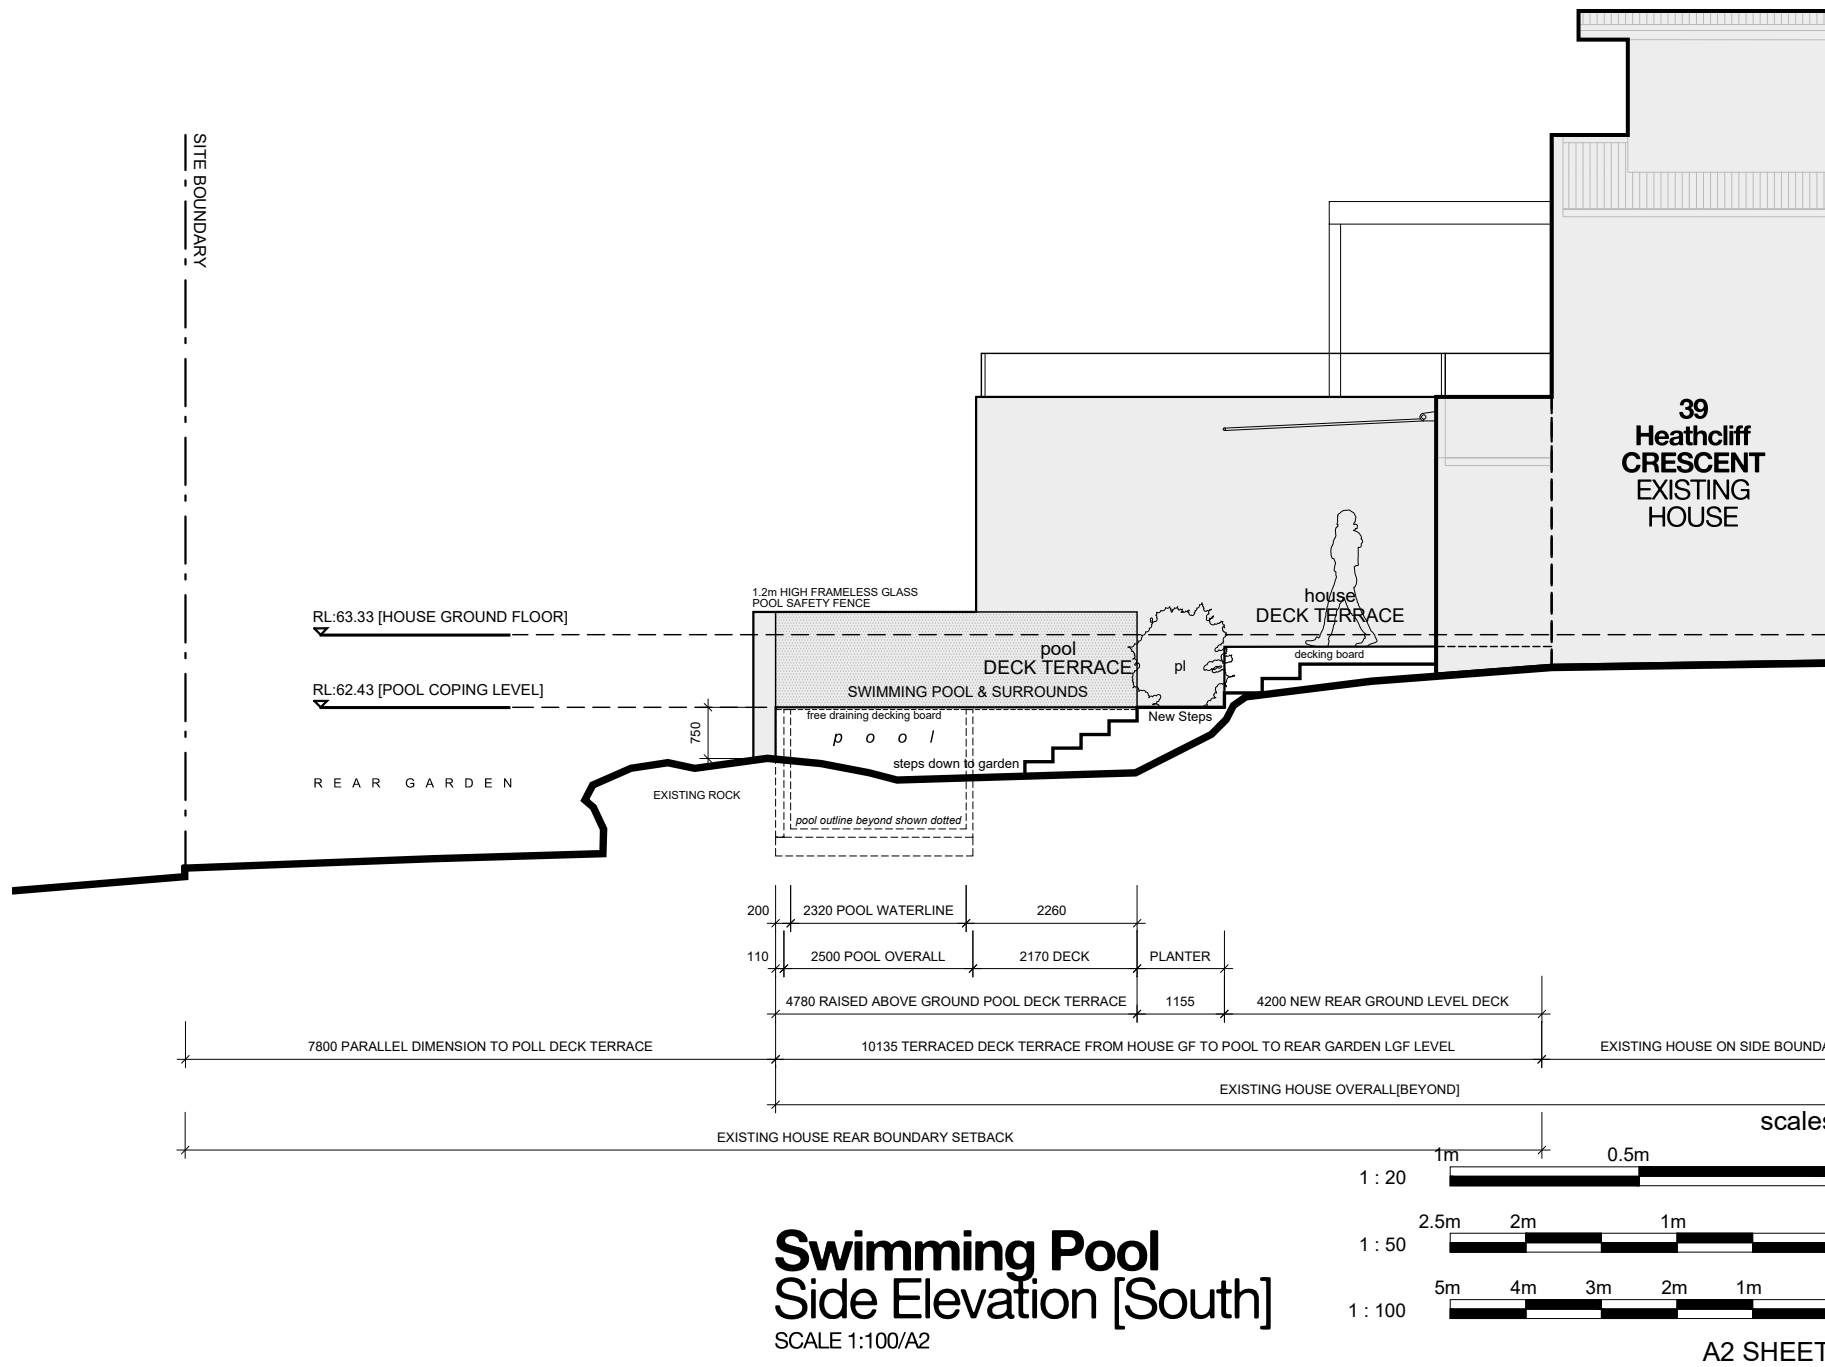 SITE BOUNDARY
39
Heathcliff
CRESCENT
EXISTING
HOUSE
1.2m HIGH FRAMELESS GLASS
POOL SAFETY FENCE
RL:63.33 [HOUSE GROUND FLOOR]
house
DECK TERRACE
decking board
pool
DECK TERRACE
pl
RL:62.43 [POOL COPING LEVEL]
SWIMMING POOL & SURROUNDS
free draining decking board
New Steps
750
pool
steps down to garden
REAR GARDEN
EXISTING ROCK
pool outline beyond shown dotted
200
2320 POOL WATERLINE
2260
110
2500 POOL OVERALL
2170 DECK
PLANTER
4780 RAISED ABOVE GROUND POOL DECK TERRACE
1155
4200 NEW REAR GROUND LEVEL DECK
7800 PARALLEL DIMENSION TO POLL DECK TERRACE
10135 TERRACED DECK TERRACE FROM HOUSE GF TO POOL TO REAR GARDEN LGF LEVEL
EXISTING HOUSE ON SIDE BOUNDA
EXISTING HOUSE OVERALL[BEYOND]
EXISTING HOUSE REAR BOUNDARY SETBACK
scales
1m 0.5m
1 : 20
2.5m 2m 1m
1 : 50
5m 4m 3m 2m 1m
1 : 100
Swimming Pool
Side Elevation [South]
SCALE 1:100/A2
A2 SHEET